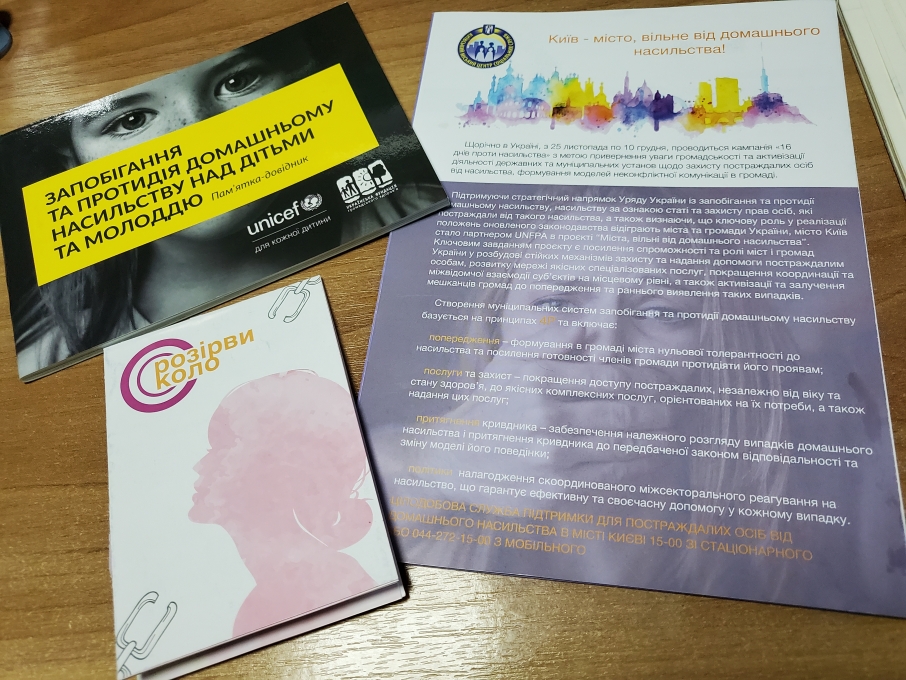 ЗАПОБІГАННЯ
ТА ПРОТИДІЯ ДОМАШНЬОМУ
НАСИЛЬСТВУ НАД ДІТЬМИ
ТА МОЛОДДЮ Пам'ятка-довідник
unicef
для кожної дитини
розірви
коло
Київ - місто, вільне від домашнього
насильства!
Щорічно в Україні, а 25 листопада по 10 грудня, проводиться кампанія «16
днів проти насильства» з метою привернення уваги громадськості та активізації
діяльності державних та муніципальних установ щодо захисту постраждалих осіб
від насильства, формування моделей неконфліктної комунікації в громаді.
Підтримуючи стратегічний напрямок Уряду України із запобігання та протидії
домашньому насильству, насильству за ознакою статі та захисту прав осіб, які
постраждали від такого насильства, а також визнаючи, що ключову роль у реалізації
положень оновленого законодавства відіграють міста та громади України, місто Київ
стало партнером UNFPA в проєкті "Міста, вільні від домашнього насильства".
Ключовим завданням проєкту є посилення спроможності та ролі міст і громад
України у розбудові стійких механізмів захисту та надання допомоги постраждалим
особам, розвитку мережі якісних спеціалізованих послуг, покращення координації та
міжвідомчої взаємодії суб'єктів на місцевому рівні, а також активізації та залучення
мешканців громад до попередження та раннього виявлення таких випадків.
Створення муніципальних систем запобігання та протидії домашньому насильству
базується на принципах та включає:
попередження – формування в громаді міста нульової толерантності до
насильства та посилення готовності членів громади протидіяти його проявам;
послуги та захист – покращення доступу постраждалих, незалежно від віку та
стану здоров'я, до якісних комплексних послуг, орієнтованих на їх потреби, а також
надання цих послуг;
притягнення кривдника – забезпечення належного розгляду випадків домашнього
насильства і притягнення кривдника до передбаченої законом відповідальності та
зміну моделі його поведінки;
політики налагодження скоординованого міжсекторального реагування на
насильство, що гарантує ефективну та своєчасну допомогу у кожному випадку.
ЦІЛОДОБОВА СЛУЖБА ПІДТРИМКИ ДЛЯ ПОСТРАЖДАЛИХ ОСІБ ВІД
ДОМАШНЬОГО НАСИЛЬСТВА В МІСТІ КИЄВІ 15-00 ЗІ СТАЦІОНАРНОГО
АБО 044-272-15-00 З МОБІЛЬНОГО